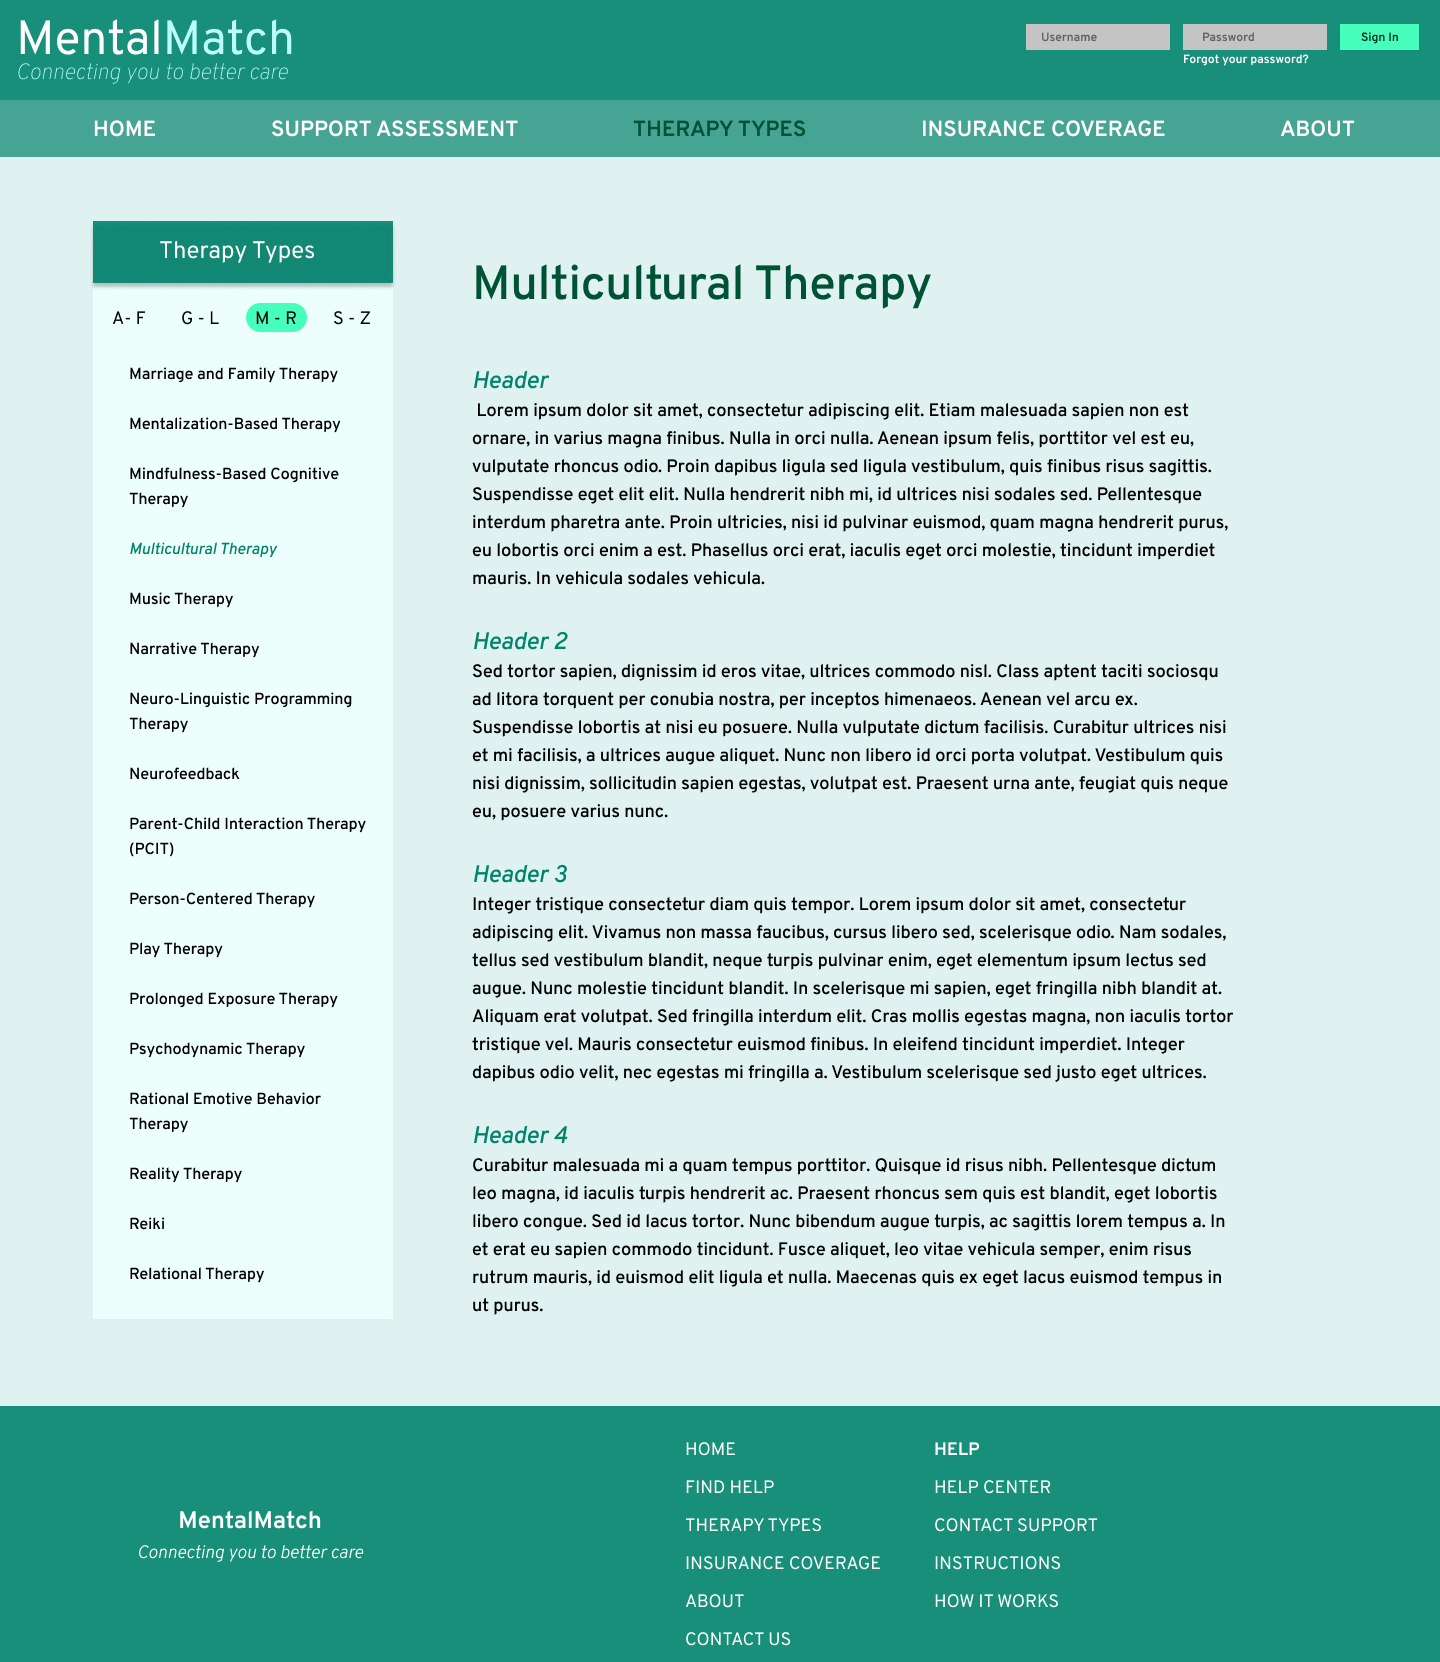 MentalMatch
Connecting you to better care
Username
Password
Sign In
Forgot your password?
HOME
SUPPORT ASSESSMENT
THERAPY TYPES
INSURANCE COVERAGE
ABOUT
Therapy Types
A- F
G - L
M - R
S - Z
Marriage and Family Therapy
Mentalization-Based Therapy
Mindfulness-Based Cognitive
Therapy
Multicultural Therapy
Music Therapy
Narrative Therapy
Neuro-Linguistic Programming
Therapy
Neurofeedback
Parent-Child Interaction Therapy
(PCIT)
Person-Centered Therapy
Play Therapy
Prolonged Exposure Therapy
Psychodynamic Therapy
Rational Emotive Behavior
Therapy
Reality Therapy
Reiki
Relational Therapy
Multicultural Therapy
Header
Lorem ipsum dolor sit amet, consectetur adipiscing elit. Etiam malesuada sapien non est
ornare, in varius magna finibus. Nulla in orci nulla. Aenean ipsum felis, porttitor vel est eu,
vulputate rhoncus odio. Proin dapibus ligula sed ligula vestibulum, quis finibus risus sagittis.
Suspendisse eget elit elit. Nulla hendrerit nibh mi, id ultrices nisi sodales sed. Pellentesque
interdum pharetra ante. Proin ultricies, nisi id pulvinar euismod, quam magna hendrerit purus,
eu lobortis orci enim a est. Phasellus orci erat, iaculis eget orci molestie, tincidunt imperdiet
mauris. In vehicula sodales vehicula.
Header 2
Sed tortor sapien, dignissim id eros vitae, ultrices commodo nisl. Class aptent taciti sociosqu
ad litora torquent per conubia nostra, per inceptos himenaeos. Aenean vel arcu ex.
Suspendisse lobortis at nisi eu posuere. Nulla vulputate dictum facilisis. Curabitur ultrices nisi
et mi facilisis, a ultrices augue aliquet. Nunc non libero id orci porta volutpat. Vestibulum quis
nisi dignissim, sollicitudin sapien egestas, volutpat est. Praesent urna ante, feugiat quis neque
eu, posuere varius nunc.
Header 3
Integer tristique consectetur diam quis tempor. Lorem ipsum dolor sit amet, consectetur
adipiscing elit. Vivamus non massa faucibus, cursus libero sed, scelerisque odio. Nam sodales,
tellus sed vestibulum blandit, neque turpis pulvinar enim, eget elementum ipsum lectus sed
augue. Nunc molestie tincidunt blandit. In scelerisque mi sapien, eget fringilla nibh blandit at.
Aliquam erat volutpat. Sed fringilla interdum elit. Cras mollis egestas magna, non iaculis tortor
tristique vel. Mauris consectetur euismod finibus. In eleifend tincidunt imperdiet. Integer
dapibus odio velit, nec egestas mi fringilla a. Vestibulum scelerisque sed justo eget ultrices.
Header 4
Curabitur malesuada mi a quam tempus porttitor. Quisque id risus nibh. Pellentesque dictum
leo magna, id iaculis turpis hendrerit ac. Praesent rhoncus sem quis est blandit, eget lobortis
libero congue. Sed id lacus tortor. Nunc bibendum augue turpis, ac sagittis lorem tempus a. In
et erat eu sapien commodo tincidunt. Fusce aliquet, leo vitae vehicula semper, enim risus
rutrum mauris, id euismod elit ligula et nulla. Maecenas quis ex eget lacus euismod tempus in
ut purus.
MentalMatch
Connecting you to better care
HOME
FIND HELP
THERAPY TYPES
INSURANCE COVERAGE
ABOUT
CONTACT US
HELP
HELP CENTER
CONTACT SUPPORT
INSTRUCTIONS
HOW IT WORKS